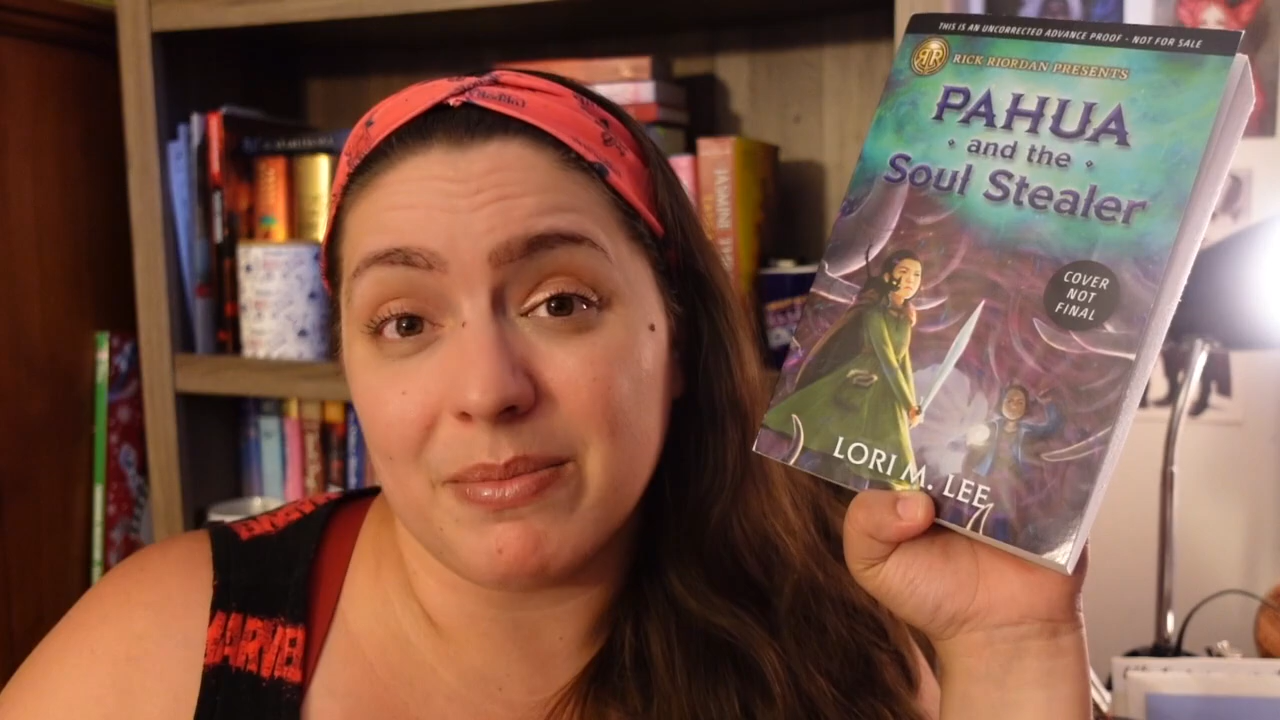 THIS IS AN UNCORRECTED ADVANCE PROOF - NOT FOR SALE
RR
RICK RIORDAN PRESENTS
PAHUA
• and the •
Soul Stealer
COVER
NOT
FINAL
LORI M. LEE
MARVEL